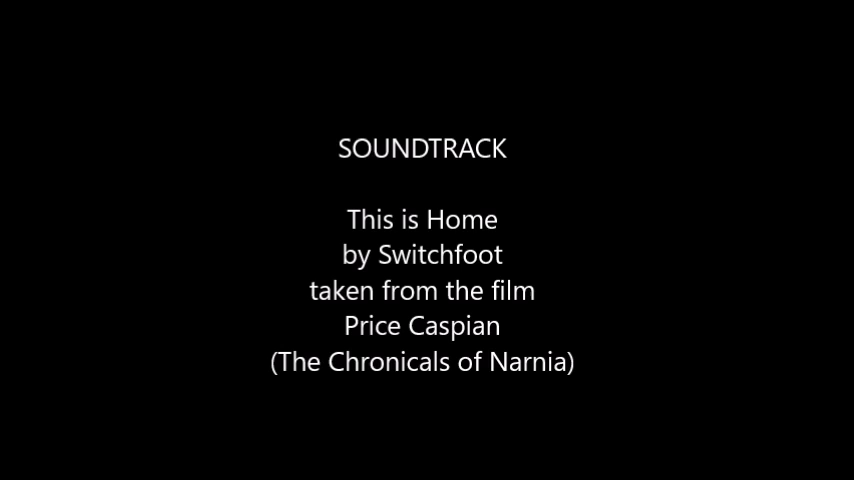 SOUNDTRACK
This is Home
by Switchfoot
taken from the film
Price Caspian
(The Chronicals of Narnia)